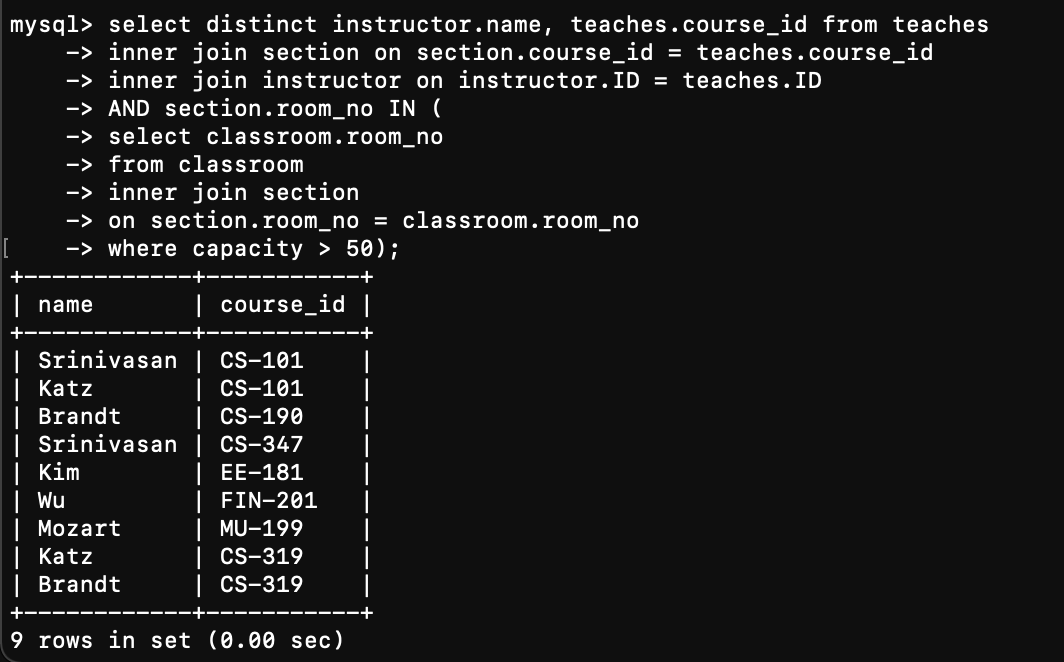 mysql> select distinct instructor.name, teaches.course_id from teaches
    -> inner join section on section.course_id = teaches.course_id
    -> inner join instructor on instructor.ID = teaches.ID
    -> AND section.room_no IN (
    -> select classroom.room_no
    -> from classroom
    -> inner join section
    -> on section.room_no = classroom.room_no
[    -> where capacity > 50);
+------------+-----------+
| name       | course_id |
+------------+-----------+
| Srinivasan | CS-101    |
| Katz       | CS-101    |
| Brandt     | CS-190    |
| Srinivasan | CS-347    |
| Kim        | EE-181    |
| Wu         | FIN-201   |
| Mozart     | MU-199    |
| Katz       | CS-319    |
| Brandt     | CS-319    |
+------------+-----------+
9 rows in set (0.00 sec)